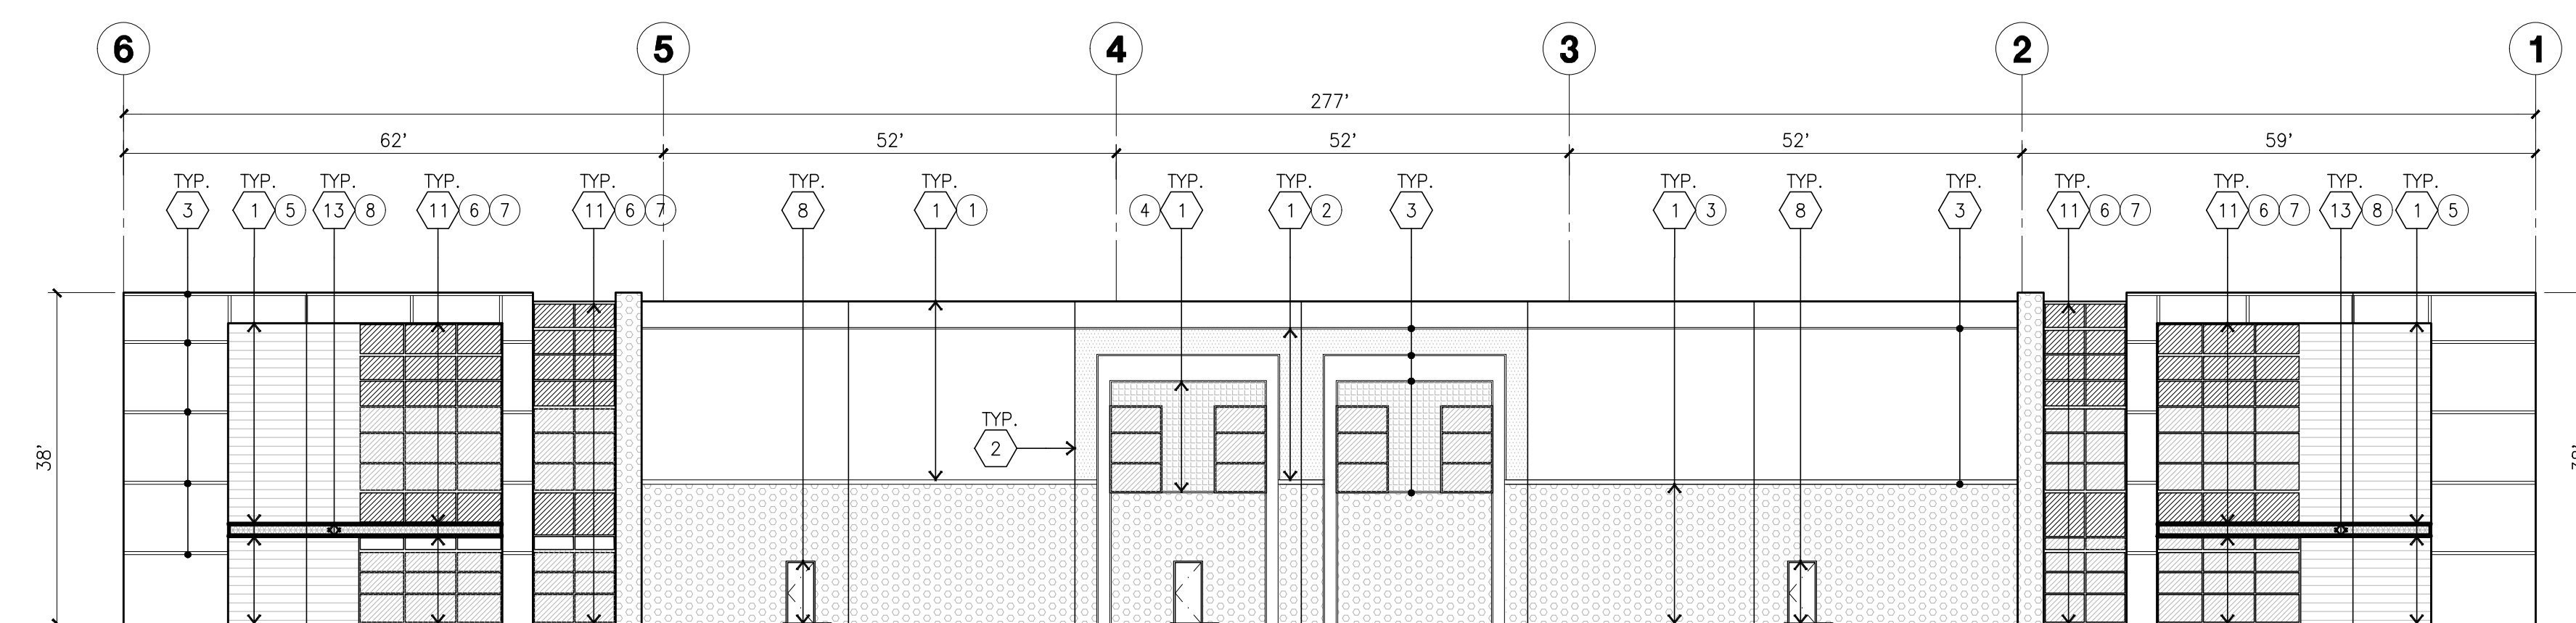 6 5 4 3 2 1
277'
62' 52' 52' 52' 59'
TYP. TYP. TYP. TYP. TYP. TYP. TYP. TYP. TYP. TYP. TYP. TYP. TYP. TYP. TYP. TYP. TYP.
3 1 5 13 8 11 6 7 11 6 7 8 1 1 4 1 1 2 3 1 3 8 3 11 6 7 11 6 7 13 8 1 5
TYP.
2
38'